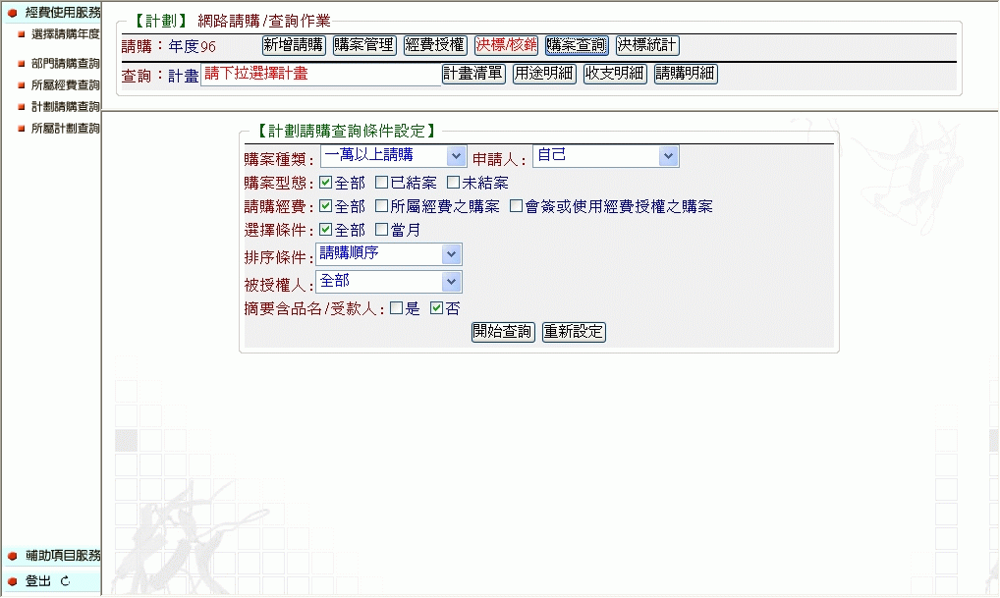 經費使用服務
選擇請購年度
部門請購查詢
所屬經費查詢
計劃請購查詢
所屬計劃查詢
輔助項目服務
登出
【計劃】 網路請購/查詢作業
請購：年度96 新增請購 購案管理 經費授權 決標/核銷 購案查詢 決標統計
查詢：計畫 請下拉選擇計畫 計畫清單 用途明細 收支明細 請購明細
【計劃請購查詢條件設定】
購案種類: 一萬以上請購 申請人: 自己
購案型態: 全部 已結案 未結案
請購經費: 全部 所屬經費之購案 會簽或使用經費授權之購案
選擇條件: 全部 當月
排序條件: 請購順序
被授權人: 全部
摘要含品名/受款人: 是 否
開始查詢 重新設定